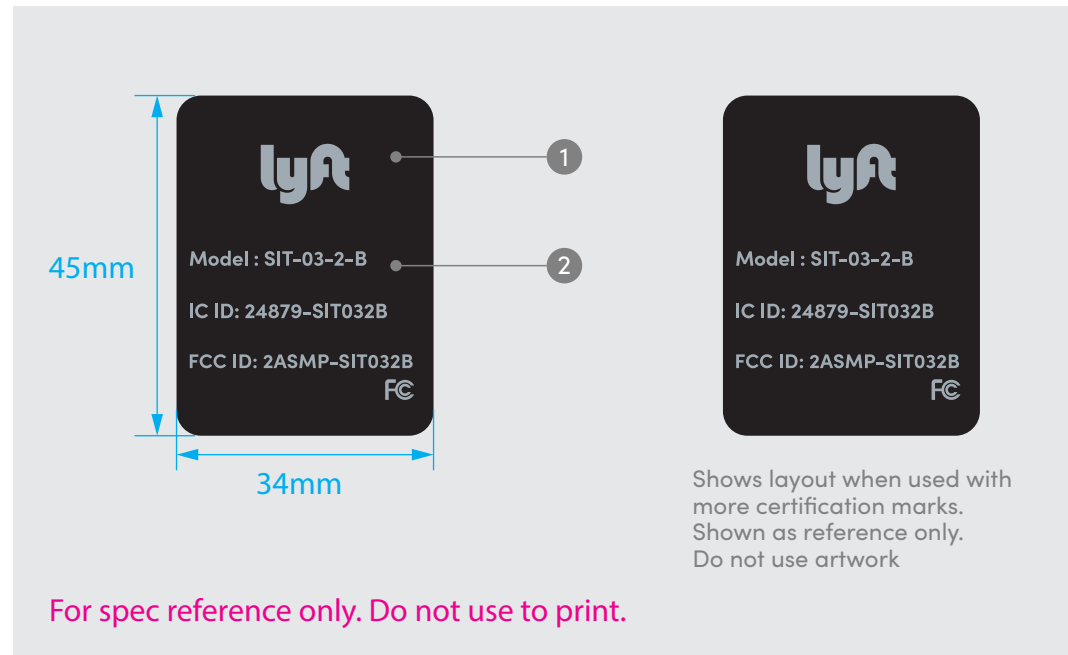 lyft
1
45mm
Model : SIT-03-2-B
2
IC ID: 24879-SIT032B
FCC ID: 2ASMP-SIT032B
FC
34mm
lyft
Model : SIT-03-2-B
IC ID: 24879-SIT032B
FCC ID: 2ASMP-SIT032B
FC
Shows layout when used with
more certification marks.
Shown as reference only.
Do not use artwork
For spec reference only. Do not use to print.